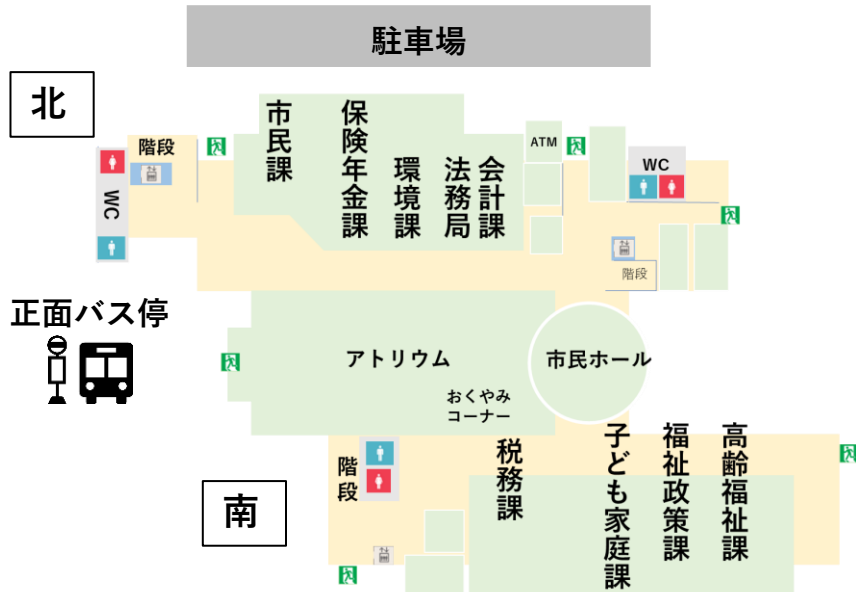 駐車場
北
階段
WC
市民課
保険年金課
環境課
法務局
会計課
ATM
WC
階段
正面バス停
アトリウム
市民ホール
おくやみ
コーナー
階段
南
税務課
子ども家庭課
福祉政策課
高齢福祉課